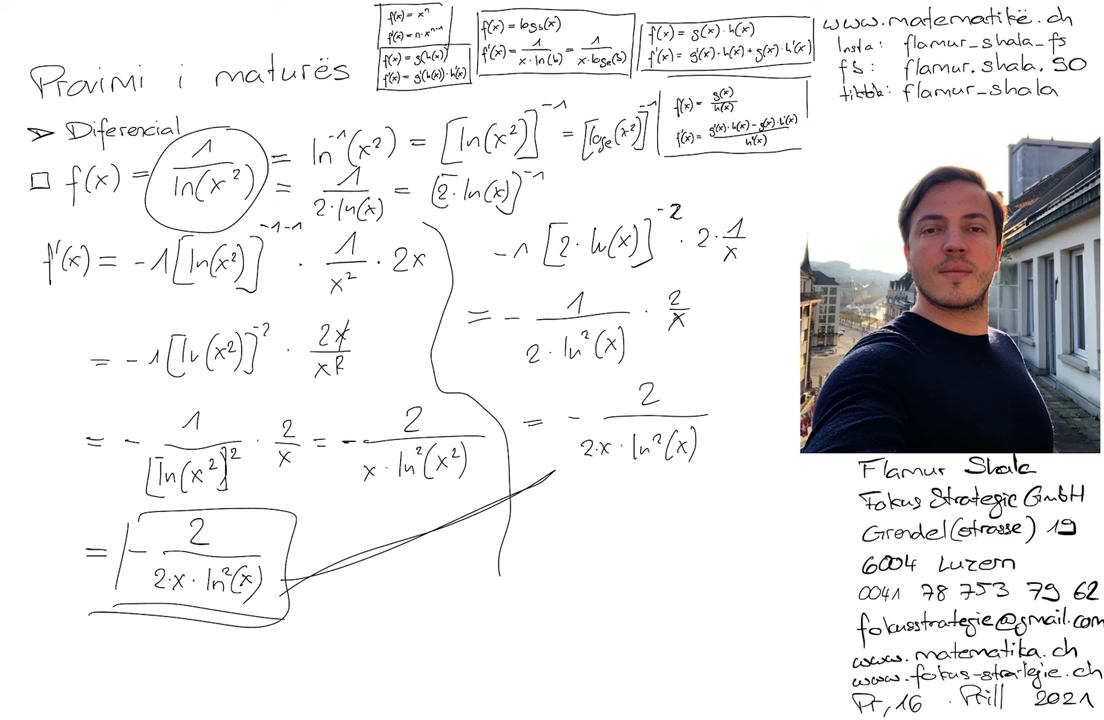 f(x) = xⁿ
f'(x) = n·xⁿ⁻¹
f(x) = g(h(x))
f'(x) = g'(h(x))·h'(x)
f(x) = log_b(x)
f'(x) = 1/(x·ln(b)) = 1/(x·log_e(b))
f(x) = g(x)·h(x)
f'(x) = g'(x)·h(x) + g(x)·h'(x)
f(x) = g(x)/h(x)
f'(x) = (g'(x)·h(x) − g(x)·h'(x))/h²(x)
www.matematikë.ch
Insta: flamur_shala_fs
fb: flamur.shala.90
tiktok: flamur_shala
Provimi i maturës
➤ Diferencial
□ f(x) = 1/ln(x²) = ln⁻¹(x²) = [ln(x²)]⁻¹ = [log_e(x²)]⁻¹
= 1/(2·ln(x)) = [2·ln(x)]⁻¹
f'(x) = −1[ln(x²)]⁻¹⁻¹ · 1/x² · 2x
= −1[ln(x²)]⁻² · 2x/x²
= − 1/[ln(x²)]² · 2/x = − 2/(x·ln²(x²))
= − 2/(2·x·ln²(x))
−1[2·ln(x)]⁻² · 2·1/x
= − 1/(2·ln²(x)) · 2/x
= − 2/(2·x·ln²(x))
Flamur Shala
Fokus Strategie GmbH
Grendel(strasse) 19
6004 Luzern
0041 78 753 79 62
fokusstrategie@gmail.com
www.matematika.ch
www.fokus-strategie.ch
Pr, 16. Prill 2021